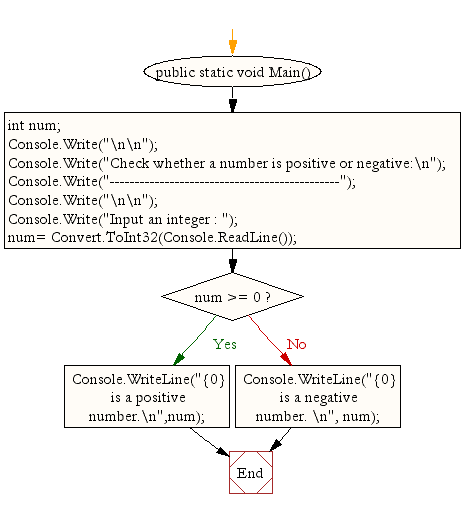 public static void Main()
int num;
Console.Write("\n\n");
Console.Write("Check whether a number is positive or negative:\n");
Console.Write("----------------------------------------------");
Console.Write("\n\n");
Console.Write("Input an integer : ");
num= Convert.ToInt32(Console.ReadLine());
num >= 0 ?
Yes
No
Console.WriteLine("{0}
is a positive
number.\n",num);
Console.WriteLine("{0}
is a negative
number. \n", num);
End